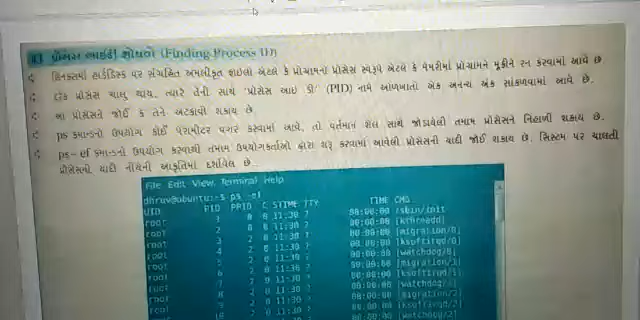 પ્રોસેસ આઈડી શોધવો (Finding Process ID)
લિનક્સમાં હાર્ડડિસ્ક પર સંગ્રહિત અમલીકૃત ફાઈલો એટલે કે પ્રોગ્રામનો પ્રોસેસ સ્વરૂપે એટલે કે મેમરીમાં પ્રોગ્રામને મૂકીને રન કરવામાં આવે છે
દરેક પ્રોસેસ ચાલુ થાય, ત્યારે તેની સાથે 'પ્રોસેસ આઇ ડી' (PID) નામે ઓળખાતો એક અનન્ય અંક સાંકળવામાં આવે છે.
આ પ્રોસેસને જોઈ કે તેને અટકાવી શકાય છે
ps કમાન્ડનો ઉપયોગ કોઈ પેરામીટર વગર કરવામાં આવે, તો વર્તમાન શેલ સાથે જોડાયેલી તમામ પ્રોસેસને નિહાળી શકાય છે.
ps-ef કમાન્ડનો ઉપયોગ કરવાથી તમામ ઉપયોગકર્તાઓ દ્વારા શરૂ કરવામાં આવેલી પ્રોસેસની યાદી જોઈ શકાય છે. સિસ્ટમ પર ચાલતી
પ્રોસેસની યાદી નીચેની આકૃતિમાં દર્શાવેલ છે.
File Edit View Terminal Help
dhruv@ubuntu:~$ ps -ef
UID PID PPID C STIME TTY TIME CMD
root 1 0 0 11:30 ? 00:00:00 /sbin/init
root 2 0 0 11:30 ? 00:00:00 [kthreadd]
root 3 2 0 11:30 ? 00:00:00 [migration/0]
root 4 2 0 11:30 ? 00:00:00 [ksoftirqd/0]
root 5 2 0 11:30 ? 00:00:00 [watchdog/0]
root 6 2 0 11:30 ? 00:00:00 [migration/1]
root 7 2 0 11:30 ? 00:00:00 [ksoftirqd/1]
root 8 2 0 11:30 ? 00:00:00 [watchdog/1]
root 9 2 0 11:30 ? 00:00:00 [migration/2]
root 10 2 0 11:30 ? 00:00:00 [ksoftirqd/2]
00:00:00 [watchdog/2]